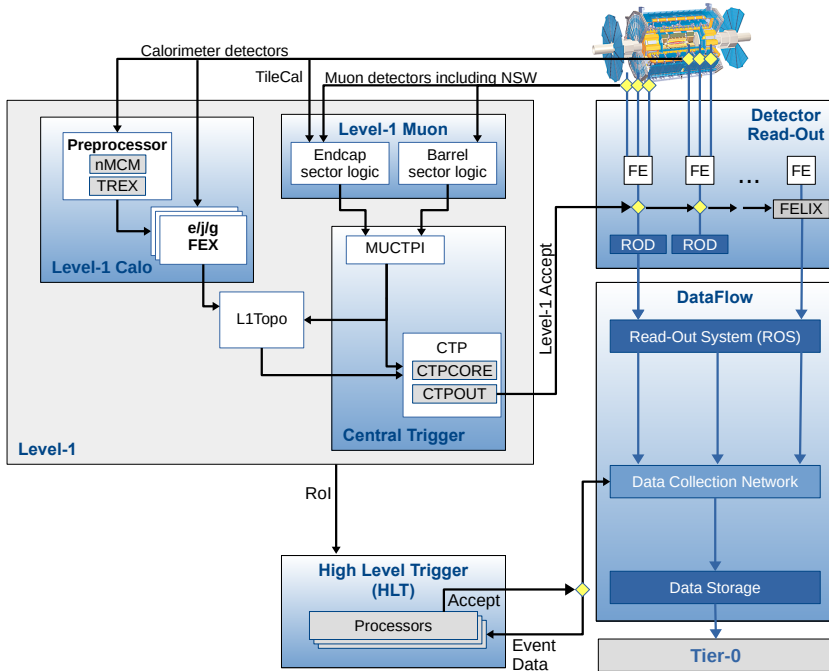 Calorimeter detectors
TileCal
Muon detectors including NSW
Level-1 Muon
Detector
Read-Out
Preprocessor
nMCM
TREX
Endcap
sector logic
Barrel
sector logic
FE
FE
...
FE
e/j/g
FEX
FELIX
Level-1 Calo
MUCTPI
ROD
ROD
Level-1 Accept
L1Topo
DataFlow
CTP
CTPCORE
CTPOUT
Read-Out System (ROS)
Central Trigger
Level-1
RoI
Data Collection Network
High Level Trigger
(HLT)
Accept
Processors
Data Storage
Event
Data
Tier-0